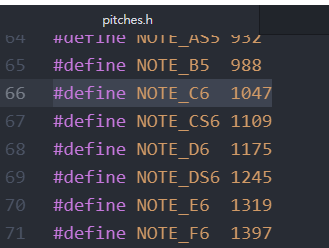 pitches.h
64 #define NOTE_AS5 932
65 #define NOTE_B5  988
66 #define NOTE_C6  1047
67 #define NOTE_CS6 1109
68 #define NOTE_D6  1175
69 #define NOTE_DS6 1245
70 #define NOTE_E6  1319
71 #define NOTE_F6  1397